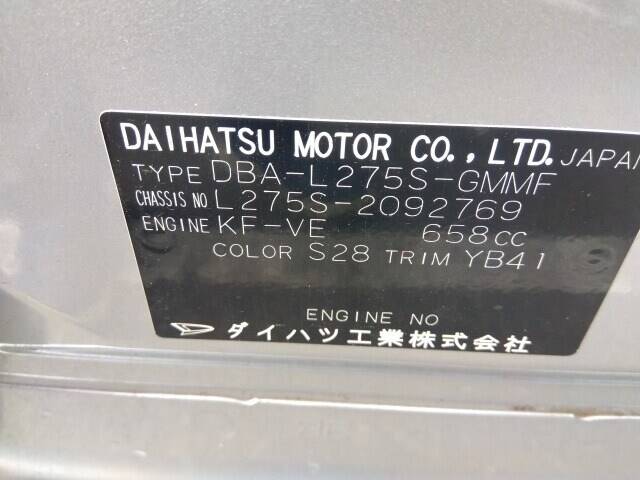 DAIHATSU MOTOR CO., LTD. JAPAN
TYPE DBA-L275S-GMMF
CHASSIS NO L275S-2092769
ENGINE KF-VE 658CC
COLOR S28 TRIM YB41
ENGINE NO
ダイハツ工業株式会社